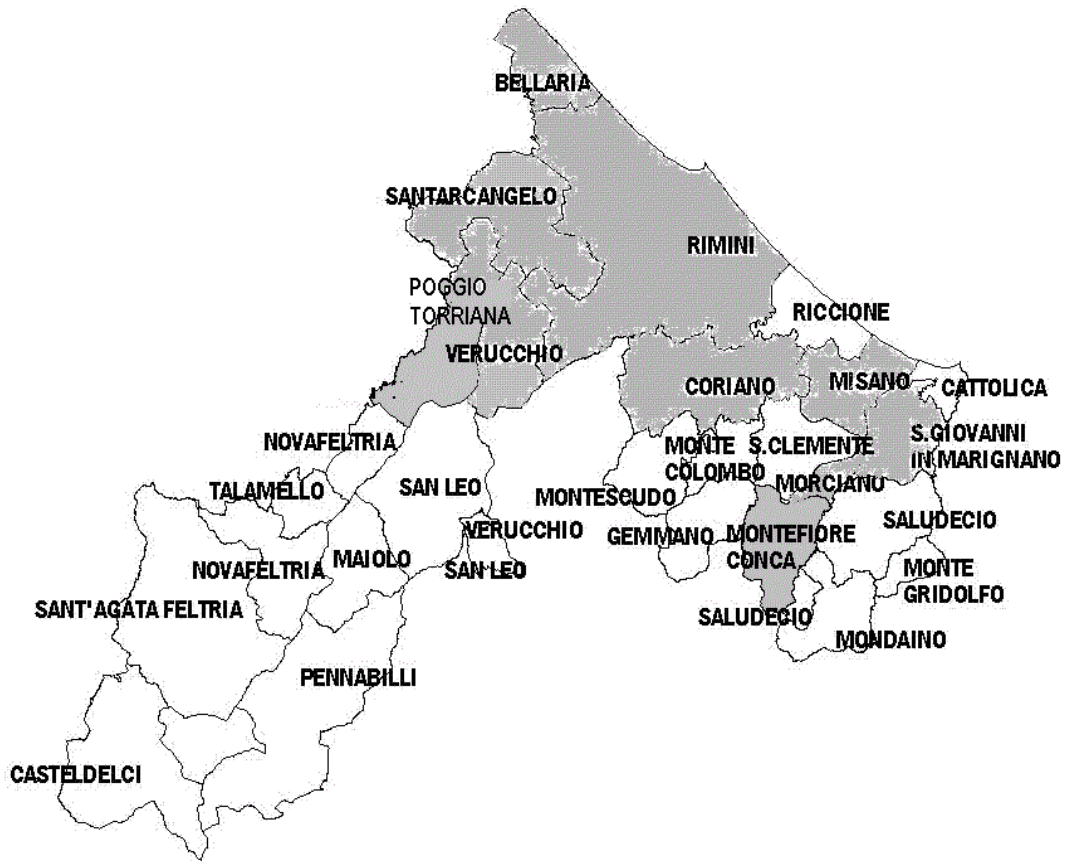 BELLARIA
SANTARCANGELO
RIMINI
POGGIO
TORRIANA
RICCIONE
VERUCCHIO
CORIANO
MISANO
CATTOLICA
NOVAFELTRIA
MONTE
COLOMBO
S.CLEMENTE
S.GIOVANNI
IN MARIGNANO
TALAMELLO
SAN LEO
MONTESCUDO
MORCIANO
VERUCCHIO
GEMMANO
MONTEFIORE
CONCA
SALUDECIO
NOVAFELTRIA
MAIOLO
SAN LEO
MONTE
GRIDOLFO
SANT'AGATA FELTRIA
SALUDECIO
MONDAINO
PENNABILLI
CASTELDELCI